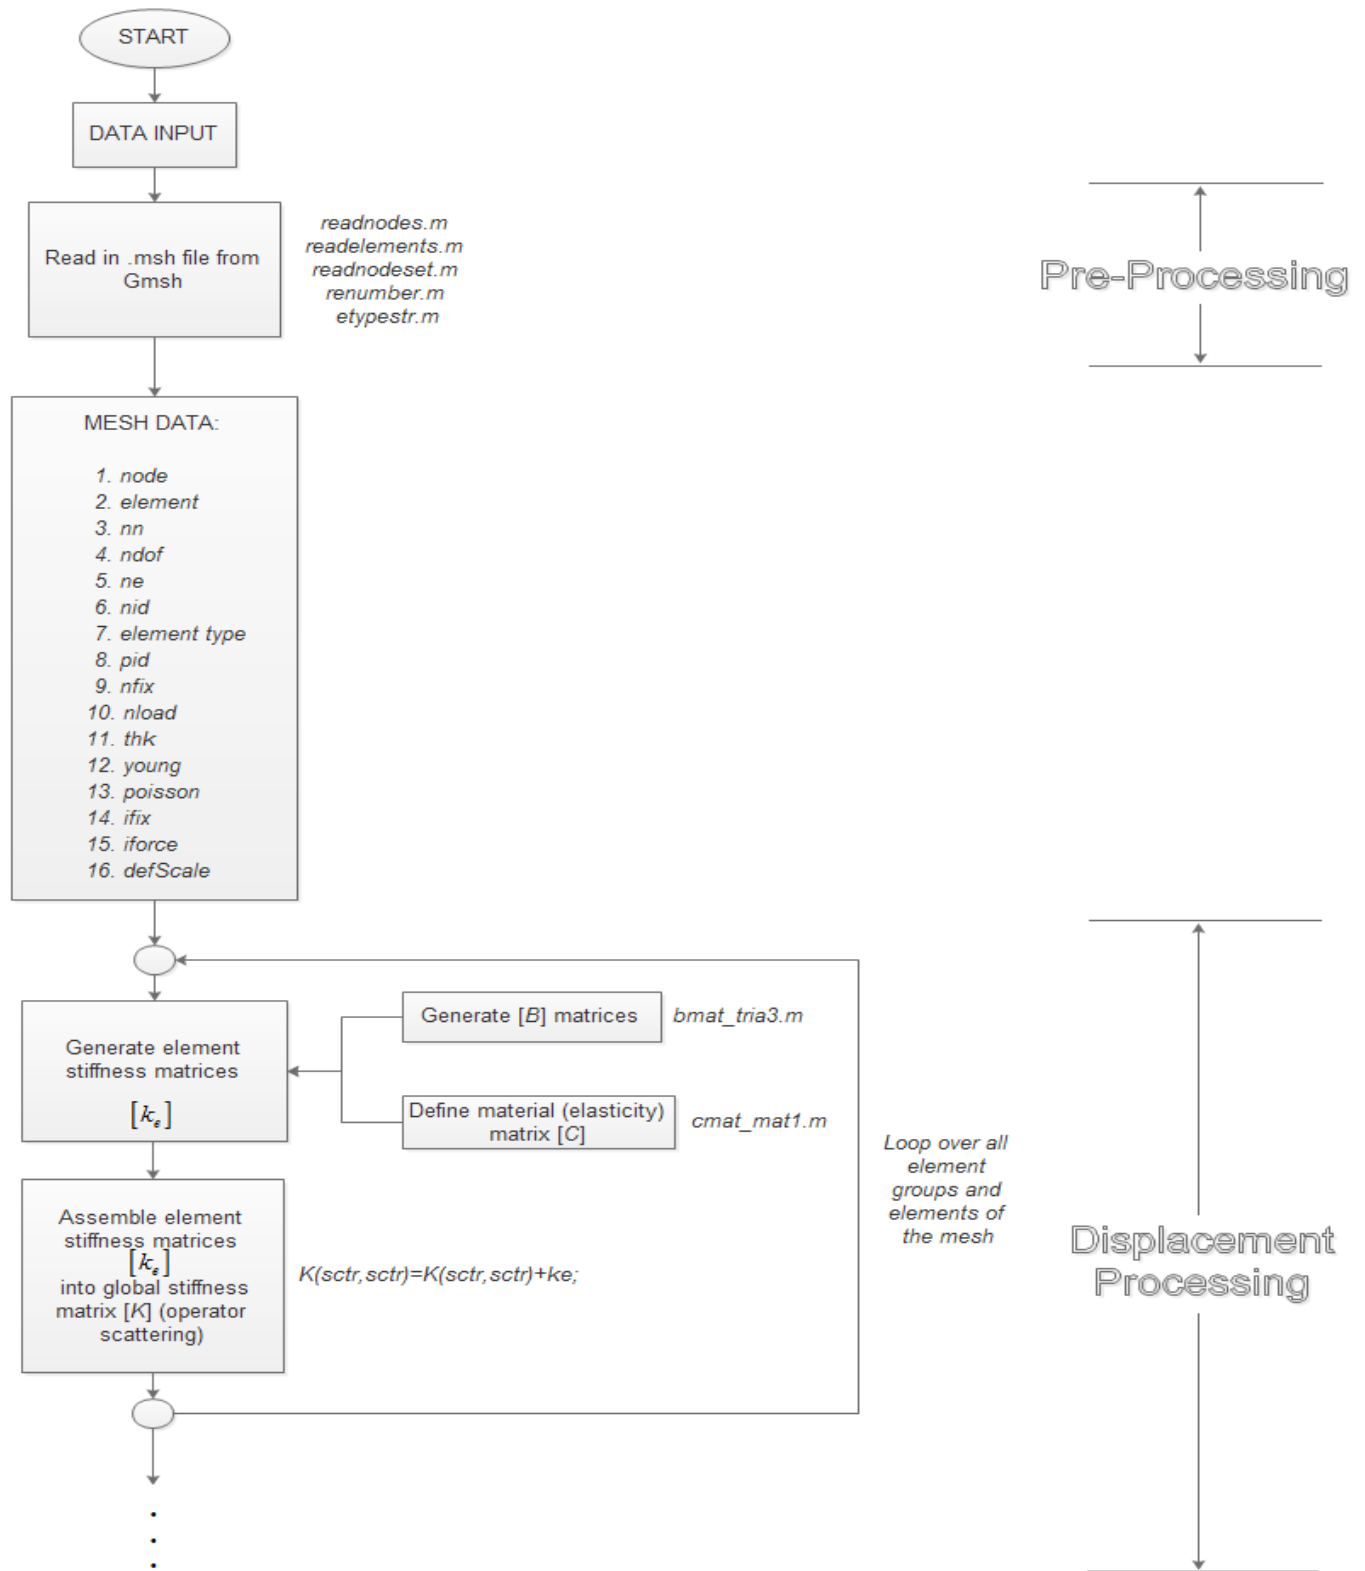 START
DATA INPUT
Read in .msh file from
Gmsh
readnodes.m
readelements.m
readnodeset.m
renumber.m
etypestr.m
Pre-Processing
MESH DATA:
1. node
2. element
3. nn
4. ndof
5. ne
6. nid
7. element type
8. pid
9. nfix
10. nload
11. thk
12. young
13. poisson
14. ifix
15. iforce
16. defScale
Generate element
stiffness matrices
[kₑ]
Generate [B] matrices
bmat_tria3.m
Define material (elasticity)
matrix [C]
cmat_mat1.m
Assemble element
stiffness matrices
[kₑ]
into global stiffness
matrix [K] (operator
scattering)
K(sctr,sctr)=K(sctr,sctr)+ke;
Loop over all
element
groups and
elements of
the mesh
Displacement
Processing